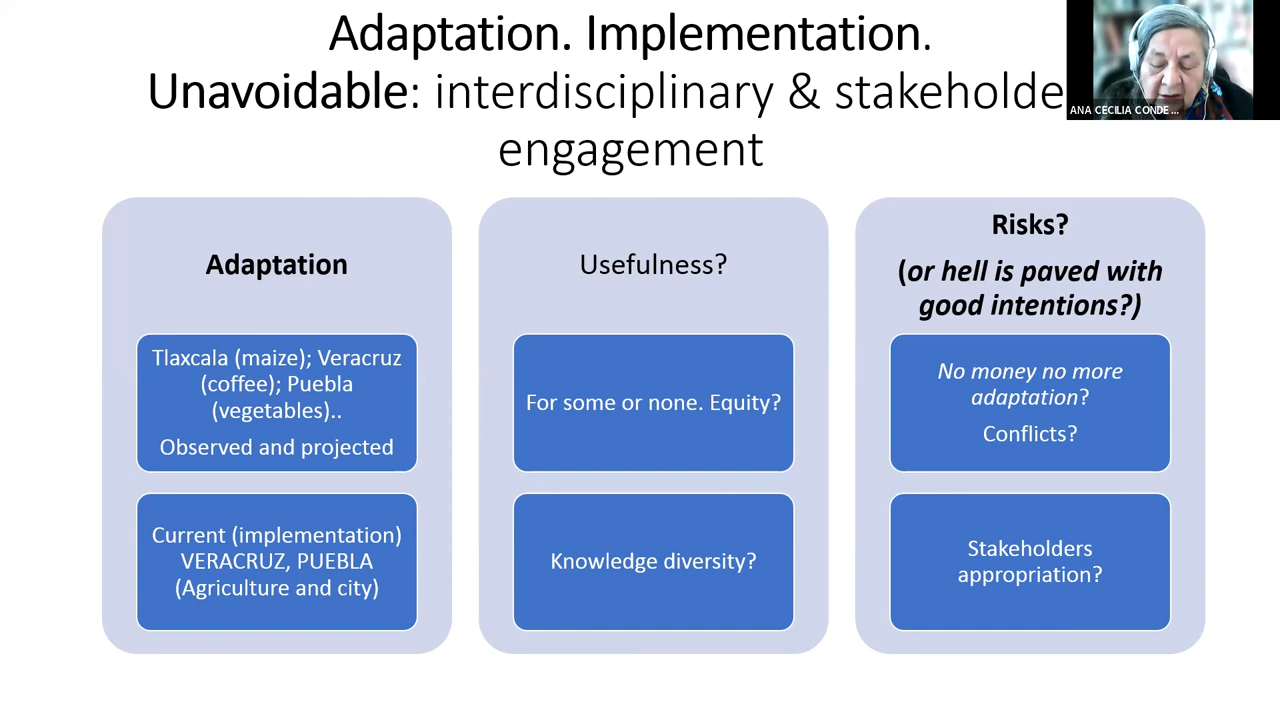 Adaptation. Implementation.
Unavoidable: interdisciplinary & stakeholde
engagement
ANA CECILIA CONDE ...
Adaptation
Tlaxcala (maize); Veracruz
(coffee); Puebla
(vegetables)..
Observed and projected
Current (implementation)
VERACRUZ, PUEBLA
(Agriculture and city)
Usefulness?
For some or none. Equity?
Knowledge diversity?
Risks?
(or hell is paved with
good intentions?)
No money no more
adaptation?
Conflicts?
Stakeholders
appropriation?